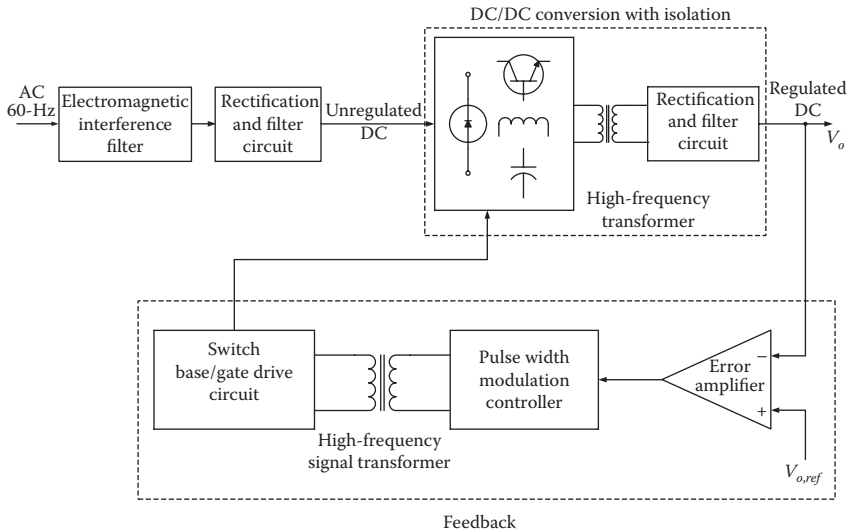 DC/DC conversion with isolation
AC
60-Hz
Electromagnetic
interference
filter
Rectification
and filter
circuit
Unregulated
DC
Rectification
and filter
circuit
Regulated
DC
V_o
High-frequency
transformer
Switch
base/gate drive
circuit
High-frequency
signal transformer
Pulse width
modulation
controller
Error
amplifier
−
+
V_{o,ref}
Feedback